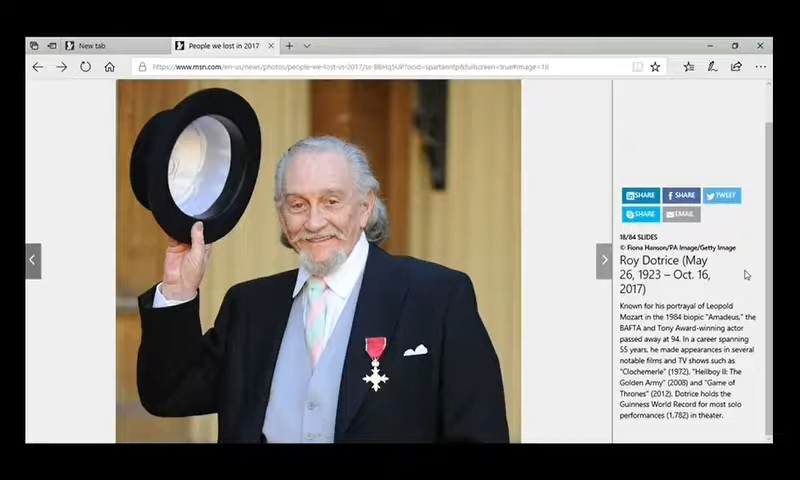 New tab
People we lost in 2017
https://www.msn.com/en-us/news/photos/people-we-lost-in-2017/ss-BBHq5UP?ocid=spartanntp&fullscreen=true#image=18
SHARE
SHARE
TWEET
SHARE
EMAIL
18/84 SLIDES
© Fiona Hanson/PA Image/Getty Image
Roy Dotrice (May
26, 1923 – Oct. 16,
2017)
Known for his portrayal of Leopold
Mozart in the 1984 biopic "Amadeus," the
BAFTA and Tony Award-winning actor
passed away at 94. In a career spanning
55 years, he made appearances in several
notable films and TV shows such as
"Clochemerle" (1972), "Hellboy II: The
Golden Army" (2008) and "Game of
Thrones" (2012). Dotrice holds the
Guinness World Record for most solo
performances (1,782) in theater.